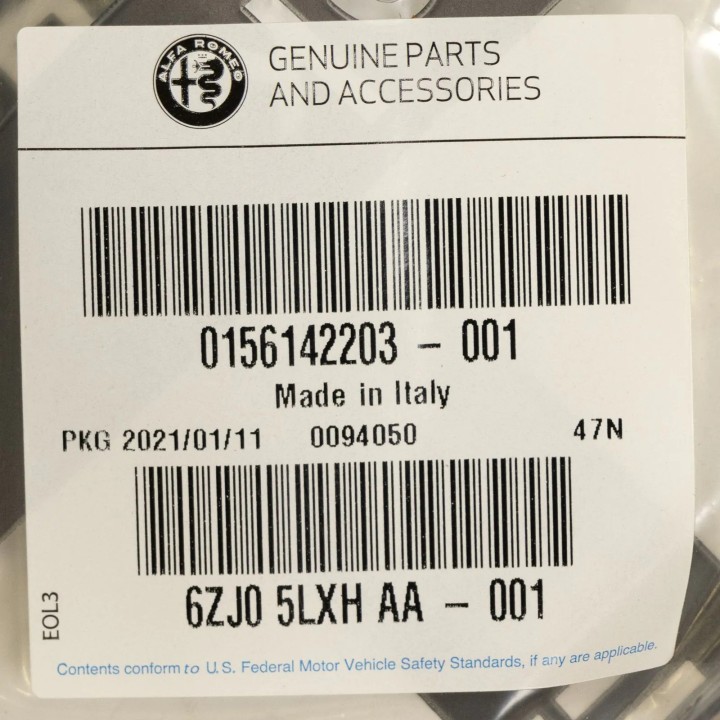 ALFA ROMEO
GENUINE PARTS
AND ACCESSORIES
0156142203 - 001
Made in Italy
PKG 2021/01/11 0094050 47N
6ZJ0 5LXH AA - 001
EOL3
Contents conform to U.S. Federal Motor Vehicle Safety Standards, if any are applicable.